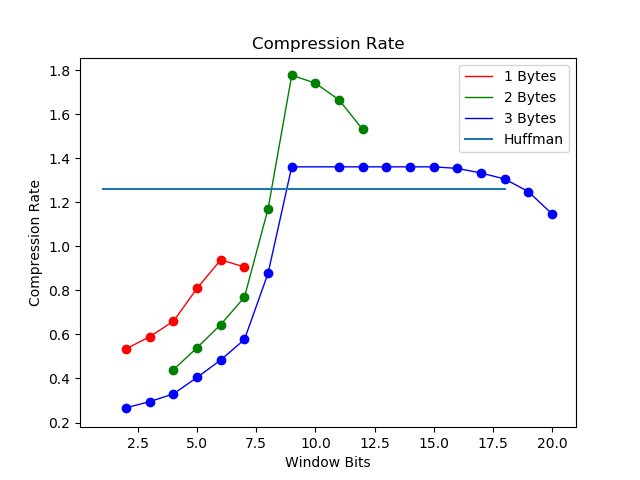 Compression Rate
1 Bytes
2 Bytes
3 Bytes
Huffman
Compression Rate
1.8
1.6
1.4
1.2
1.0
0.8
0.6
0.4
0.2
2.5 5.0 7.5 10.0 12.5 15.0 17.5 20.0
Window Bits